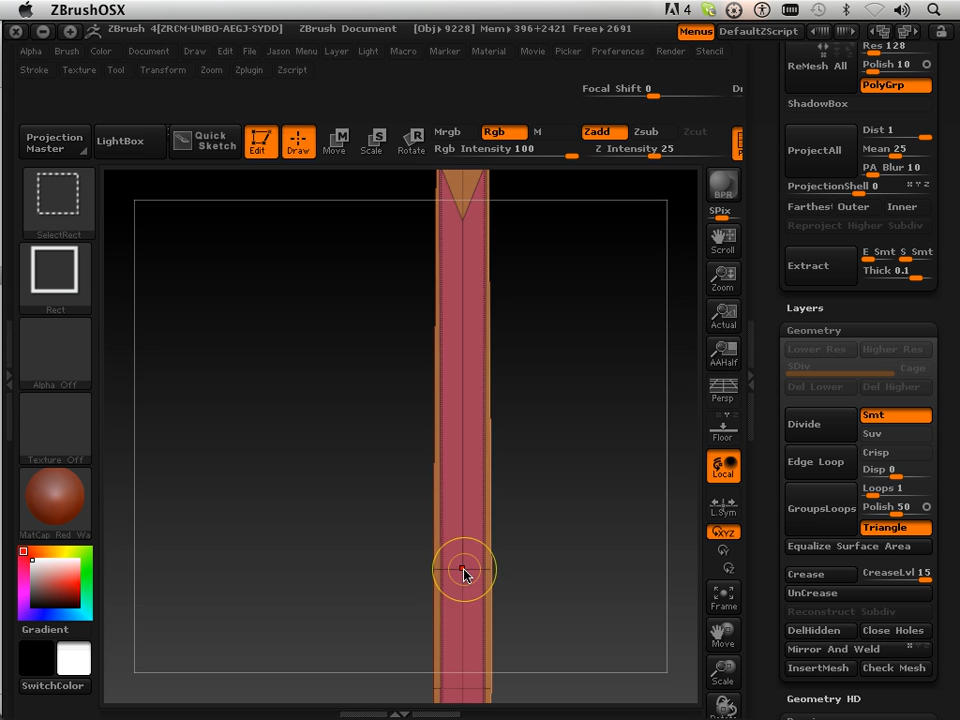 ZBrushOSX
4
ZBrush 4[ZRCM-UMBO-AEGJ-SYDD] ZBrush Document [Obj+9228] Mem:396+2421 Free+2691 Menus DefaultZScript
Alpha Brush Color Document Draw Edit File Jason Menu Layer Light Macro Marker Material Movie Picker Preferences Render Stencil
Stroke Texture Tool Transform Zoom Zplugin Zscript
Focal Shift 0
Projection Master
LightBox
Quick Sketch
Edit
Draw
Move
Scale
Rotate
Mrgb Rgb M Zadd Zsub Zcut
Rgb Intensity 100 Z Intensity 25
SelectRect
Rect
Alpha Off
Texture Off
MatCap Red Wa
Gradient
SwitchColor
BPR
SPix
Scroll
Zoom
Actual
AAHalf
Persp
Floor
Local
L.Sym
XYZ
Frame
Move
Scale
ReMesh All
Res 128
Polish 10
PolyGrp
ShadowBox
ProjectAll
Dist 1
Mean 25
PA Blur 10
ProjectionShell 0
Farthest Outer Inner
Reproject Higher Subdiv
Extract
E Smt S Smt
Thick 0.1
Layers
Geometry
Lower Res Higher Res
SDiv Cage
Del Lower Del Higher
Divide
Smt
Suv
Edge Loop
Crisp
Disp 0
GroupsLoops
Loops 1
Polish 50
Triangle
Equalize Surface Area
Crease CreaseLvl 15
UnCrease
Reconstruct Subdiv
DelHidden Close Holes
Mirror And Weld
InsertMesh Check Mesh
Geometry HD